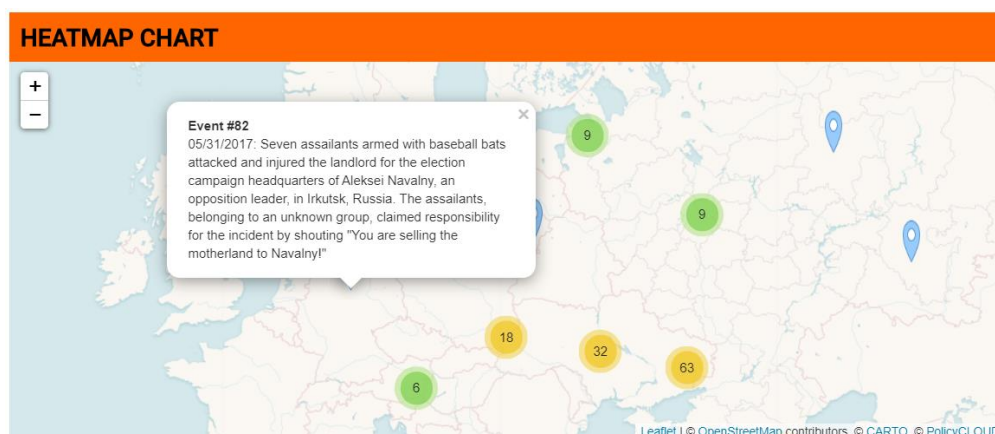 HEATMAP CHART
+
−
Event #82
×
05/31/2017: Seven assailants armed with baseball bats
attacked and injured the landlord for the election
campaign headquarters of Aleksei Navalny, an
opposition leader, in Irkutsk, Russia. The assailants,
belonging to an unknown group, claimed responsibility
for the incident by shouting "You are selling the
motherland to Navalny!"
9
9
18
32
63
6
Leaflet | © OpenStreetMap contributors, © CARTO, © PolicyCLOUD